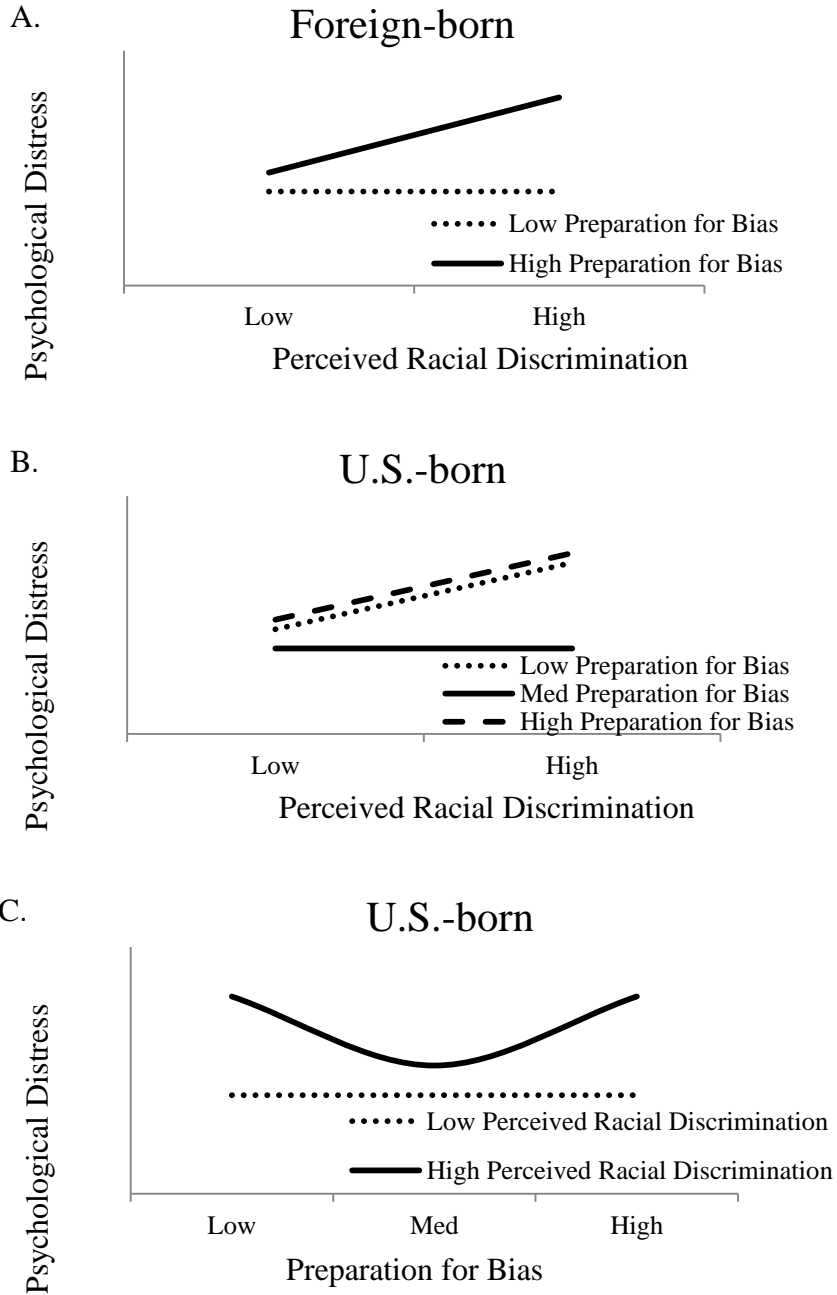 A.
Foreign-born
Psychological Distress
Low Preparation for Bias
High Preparation for Bias
Low
High
Perceived Racial Discrimination
B.
U.S.-born
Psychological Distress
Low Preparation for Bias
Med Preparation for Bias
High Preparation for Bias
Low
High
Perceived Racial Discrimination
C.
U.S.-born
Psychological Distress
Low Perceived Racial Discrimination
High Perceived Racial Discrimination
Low
Med
High
Preparation for Bias